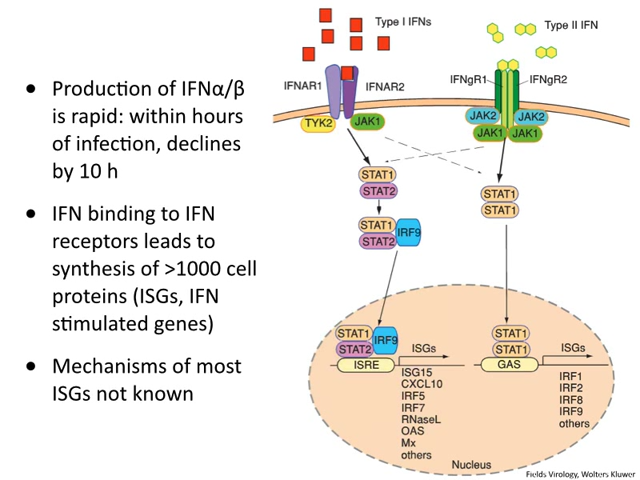 Production of IFNα/β
is rapid: within hours
of infection, declines
by 10 h
IFN binding to IFN
receptors leads to
synthesis of >1000 cell
proteins (ISGs, IFN
stimulated genes)
Mechanisms of most
ISGs not known
Type I IFNs
Type II IFN
IFNAR1
IFNAR2
IFNgR1
IFNgR2
TYK2
JAK1
JAK2
JAK2
JAK1
JAK1
STAT1
STAT2
STAT1
STAT1
STAT1
STAT2
IRF9
STAT1
STAT2
IRF9
ISRE
ISGs
ISG15
CXCL10
IRF5
IRF7
RNaseL
OAS
Mx
others
STAT1
STAT1
GAS
ISGs
IRF1
IRF2
IRF8
IRF9
others
Nucleus
Fields Virology, Wolters Kluwer